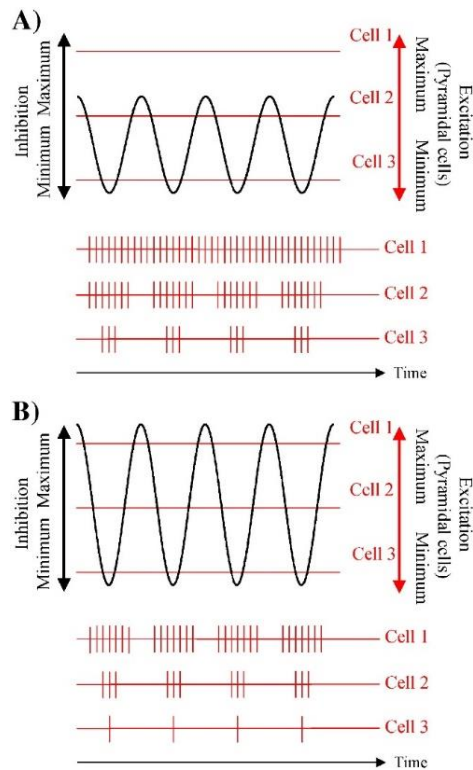 A)
Cell 1
Cell 2
Cell 3
Inhibition
Minimum Maximum
Excitation
(Pyramidal cells)
Maximum Minimum
Cell 1
Cell 2
Cell 3
Time
B)
Cell 1
Cell 2
Cell 3
Inhibition
Minimum Maximum
Excitation
(Pyramidal cells)
Maximum Minimum
Cell 1
Cell 2
Cell 3
Time